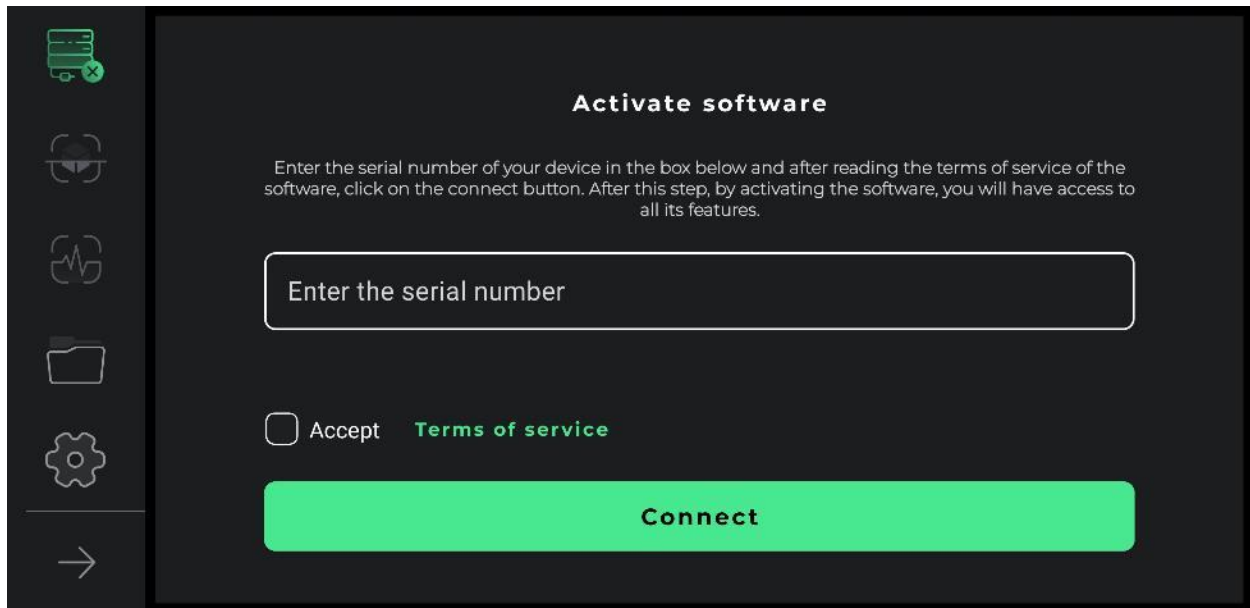 Activate software
Enter the serial number of your device in the box below and after reading the terms of service of the
software, click on the connect button. After this step, by activating the software, you will have access to
all its features.
Enter the serial number
Accept Terms of service
Connect